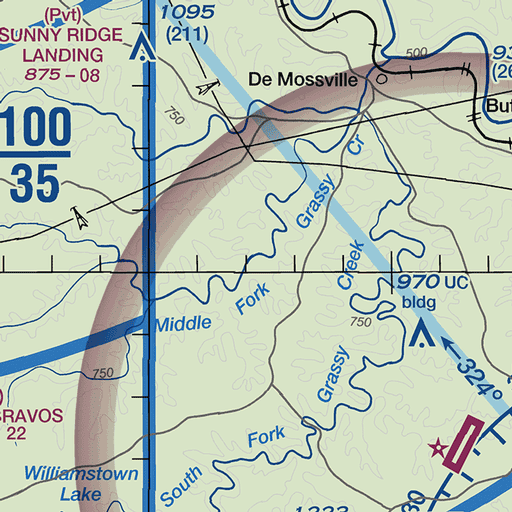 (Pvt)
SUNNY RIDGE
LANDING
875 – 08
1095
(211)
De Mossville
500
750
100
35
Grassy
Cr
Creek
970 UC
bldg
Fork
Middle
750
750
Grassy
324°
BRAVOS
22
Fork
South
Williamstown
Lake